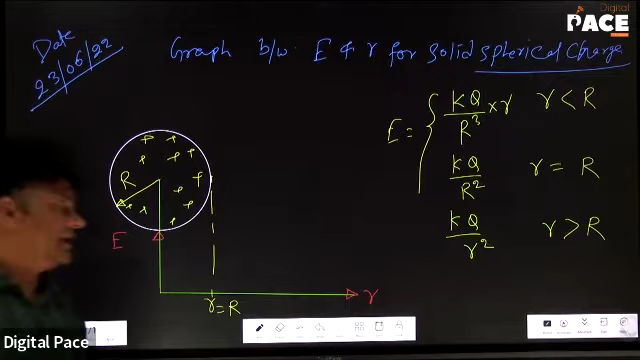 Digital
PACE
Date
23/06/22
Graph b/w. E & r for solid spherical charge
E = { KQ/R³ × r r < R
KQ/R² r = R
KQ/r² r > R
+ + + + + + + + + + +
R
E
r
r = R
Digital Pace